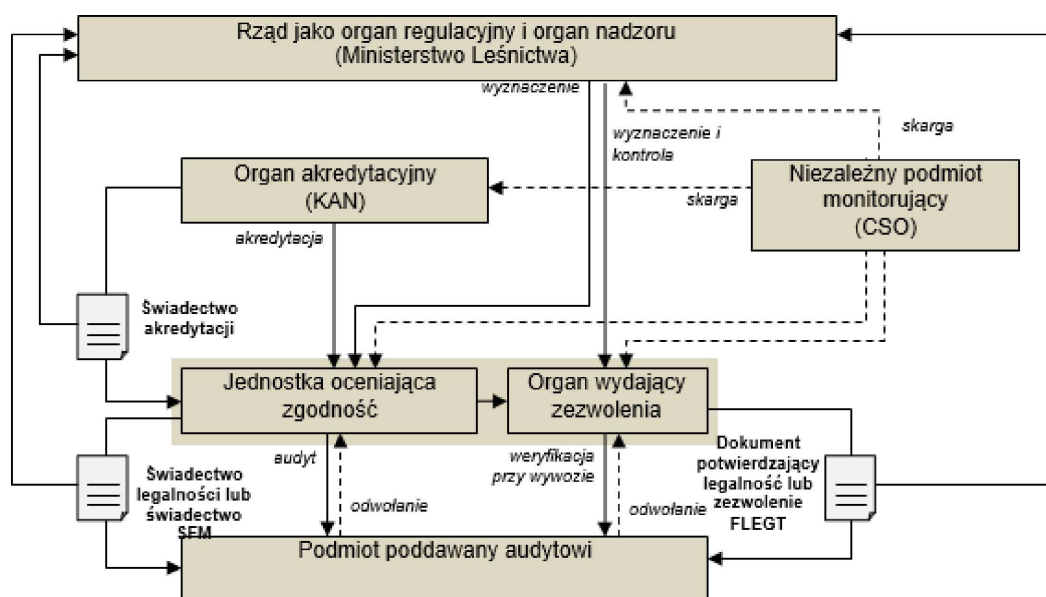 Rząd jako organ regulacyjny i organ nadzoru
(Ministerstwo Leśnictwa)
wyznaczenie
wyznaczenie i
kontrola
skarga
Organ akredytacyjny
(KAN)
skarga
Niezależny podmiot
monitorujący
(CSO)
akredytacja
Świadectwo
akredytacji
Jednostka oceniająca
zgodność
Organ wydający
zezwolenia
audyt
odwołanie
weryfikacja
przy wywozie
odwołanie
Świadectwo
legalności lub
świadectwo
SFM
Dokument
potwierdzający
legalność lub
zezwolenie
FLEGT
Podmiot poddawany audytowi